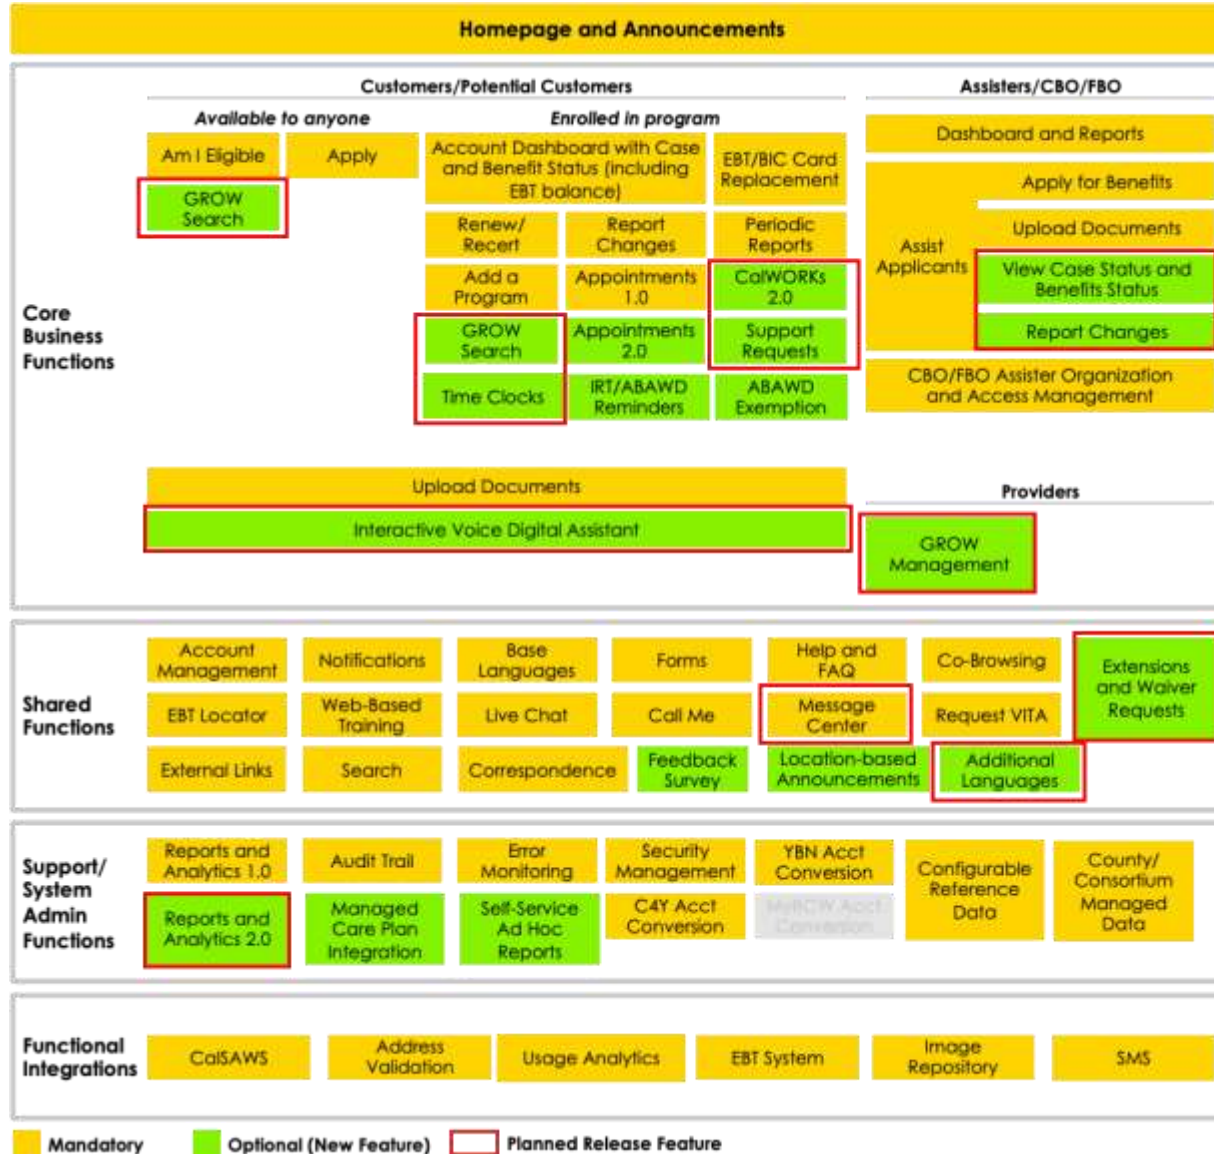 Homepage and Announcements
Customers/Potential Customers
Assisters/CBO/FBO
Available to anyone
Enrolled in program
Core
Business
Functions
Am I Eligible
Apply
GROW
Search
Account Dashboard with Case
and Benefit Status (including
EBT balance)
EBT/BIC Card
Replacement
Renew/
Recert
Report
Changes
Periodic
Reports
Add a
Program
Appointments
1.0
CalWORKs
2.0
GROW
Search
Appointments
2.0
Support
Requests
Time Clocks
IRT/ABAWD
Reminders
ABAWD
Exemption
Dashboard and Reports
Assist
Applicants
Apply for Benefits
Upload Documents
View Case Status and
Benefits Status
Report Changes
CBO/FBO Assister Organization
and Access Management
Upload Documents
Interactive Voice Digital Assistant
Providers
GROW
Management
Shared
Functions
Account
Management
Notifications
Base
Languages
Forms
Help and
FAQ
Co-Browsing
Extensions
and Waiver
Requests
EBT Locator
Web-Based
Training
Live Chat
Call Me
Message
Center
Request VITA
External Links
Search
Correspondence
Feedback
Survey
Location-based
Announcements
Additional
Languages
Support/
System
Admin
Functions
Reports and
Analytics 1.0
Audit Trail
Error
Monitoring
Security
Management
YBN Acct
Conversion
Configurable
Reference
Data
County/
Consortium
Managed
Data
Reports and
Analytics 2.0
Managed
Care Plan
Integration
Self-Service
Ad Hoc
Reports
C4Y Acct
Conversion
MyBCW Acct
Conversion
Functional
Integrations
CalSAWS
Address
Validation
Usage Analytics
EBT System
Image
Repository
SMS
Mandatory
Optional (New Feature)
Planned Release Feature